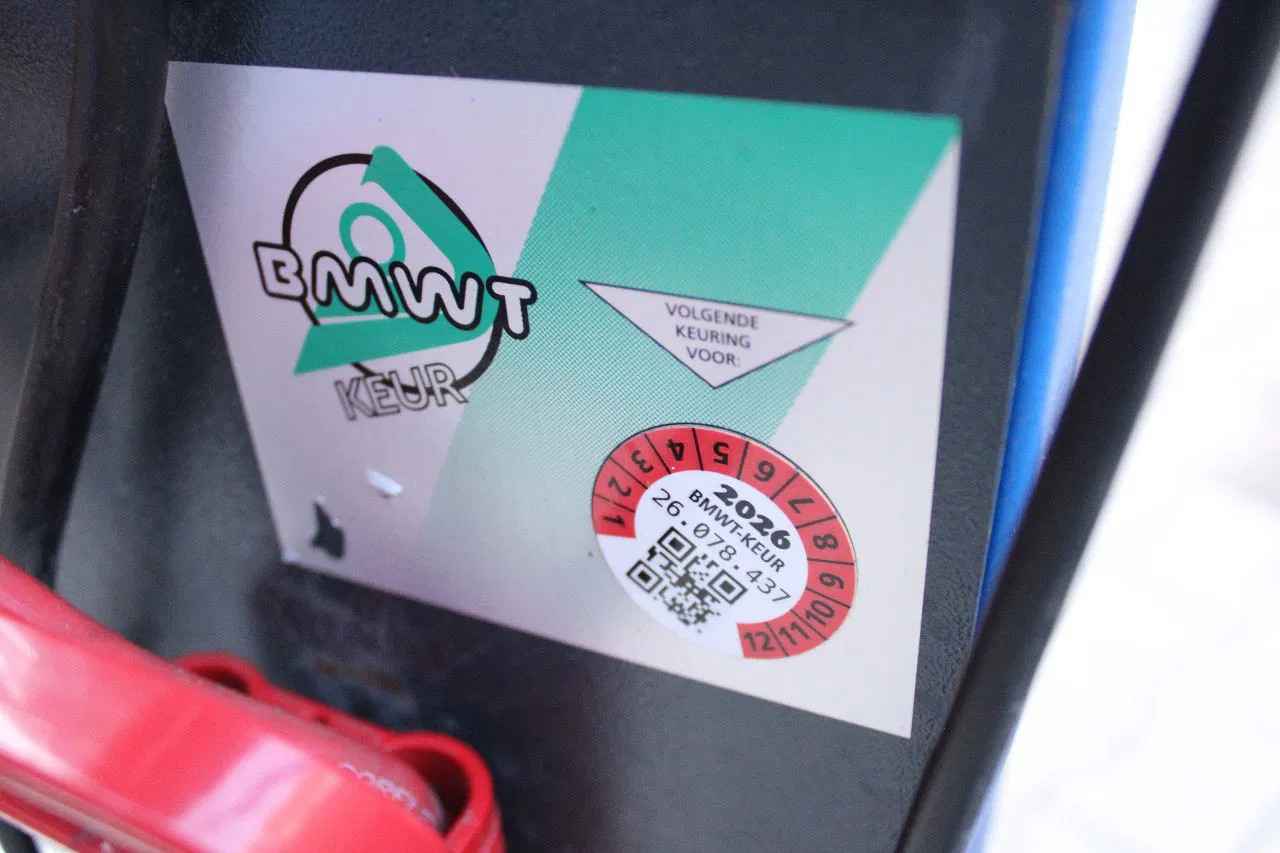 BMWT
KEUR
VOLGENDE
KEURING
VOOR:
1 2 3 4 5 6 7 8 9 10 11 12
2026
BMWT-KEUR
26.078.437